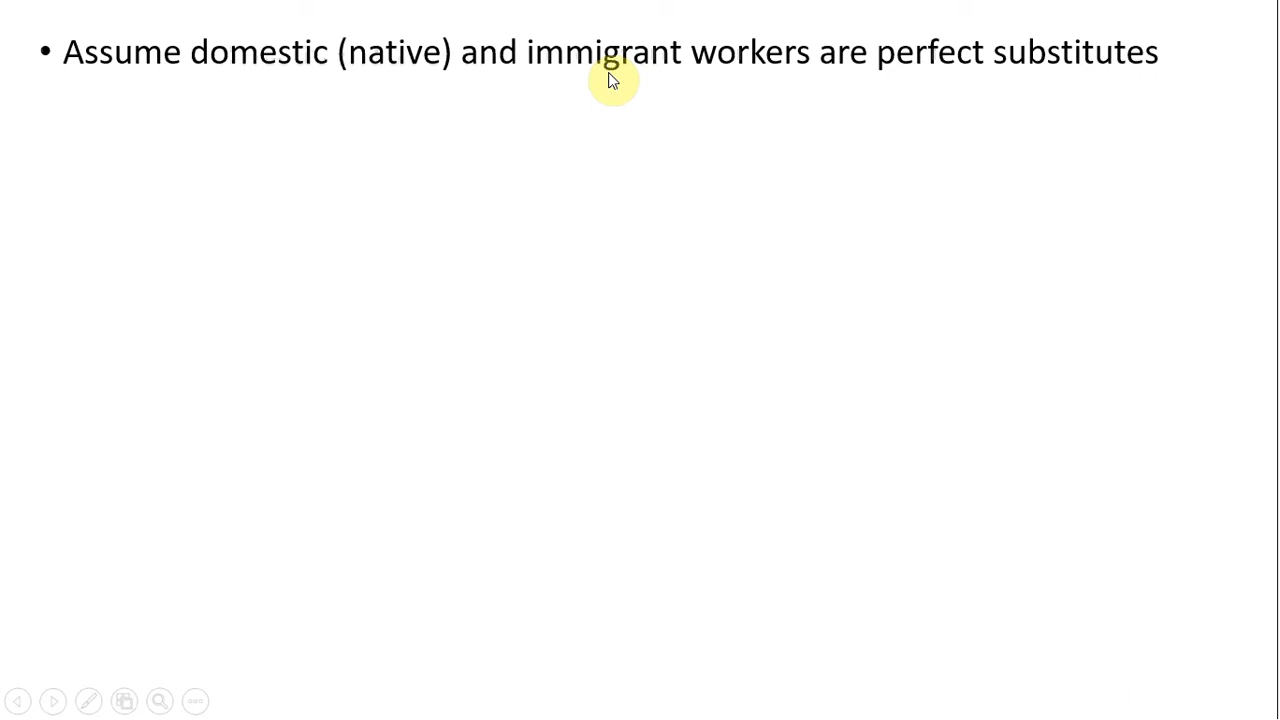 • Assume domestic (native) and immigrant workers are perfect substitutes